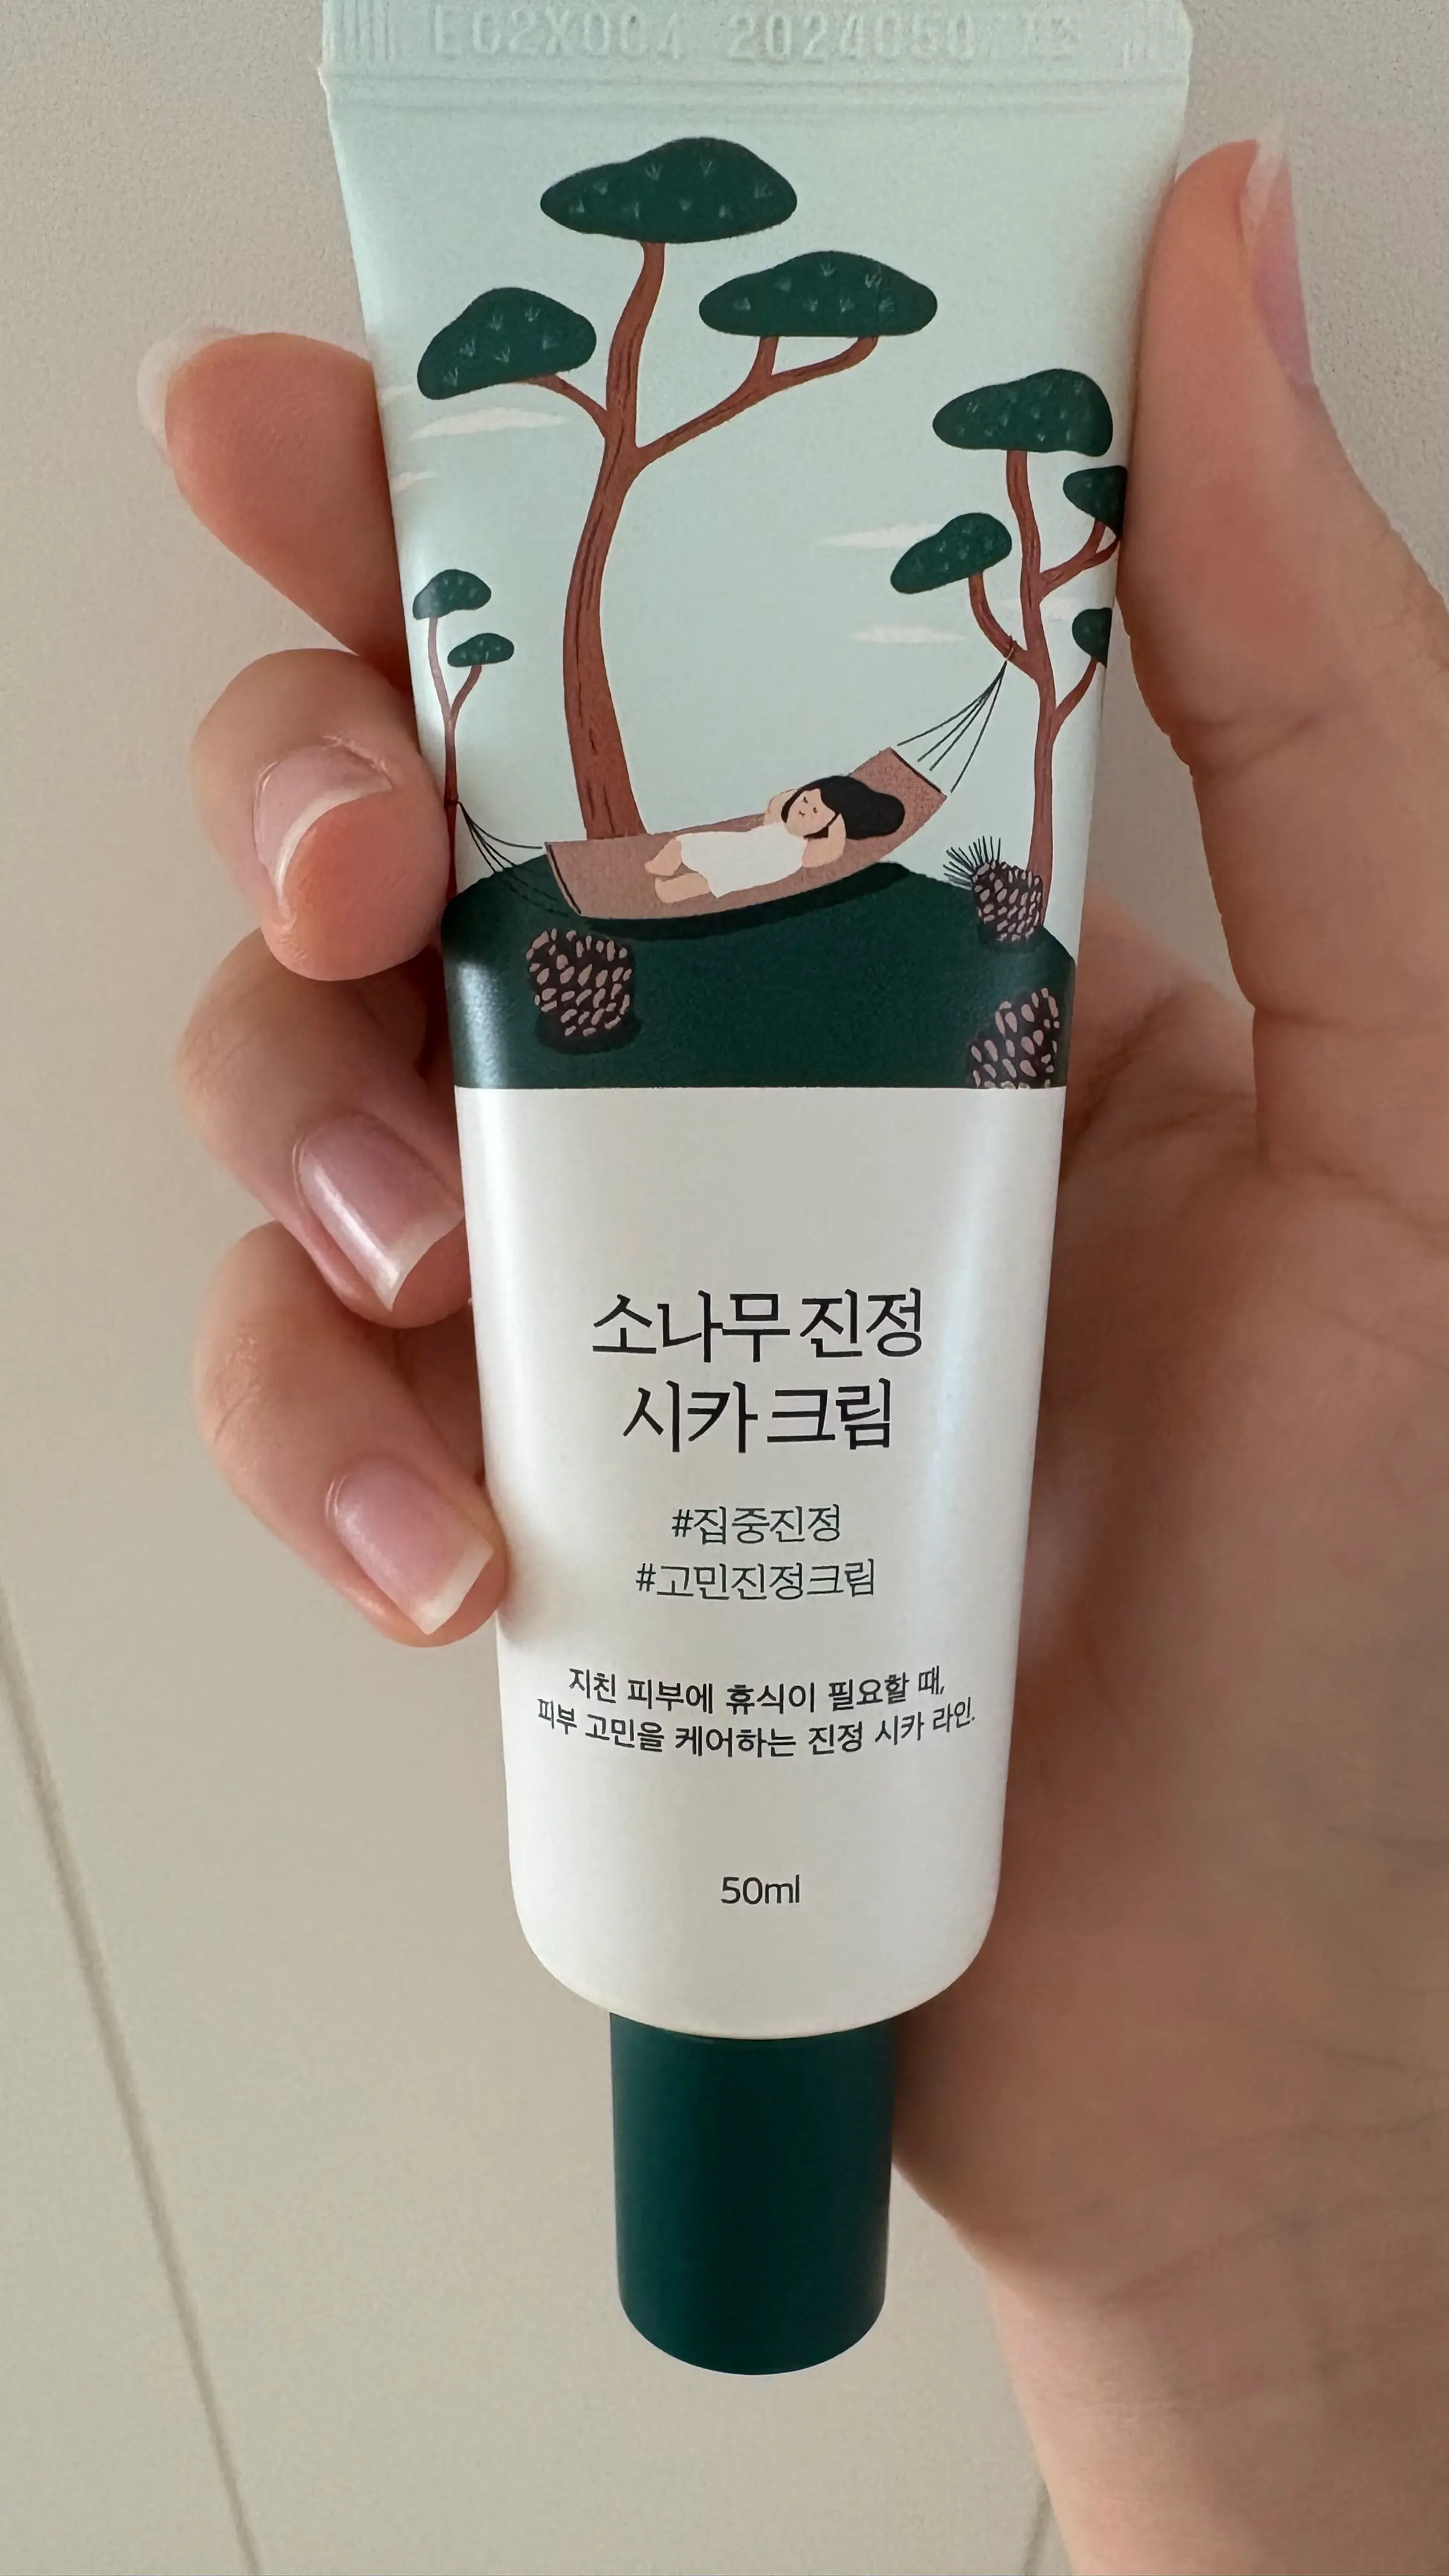 소나무 진정
시카 크림
#집중진정
#고민진정크림
지친 피부에 휴식이 필요할 때,
피부 고민을 케어하는 진정 시카 라인.
50ml